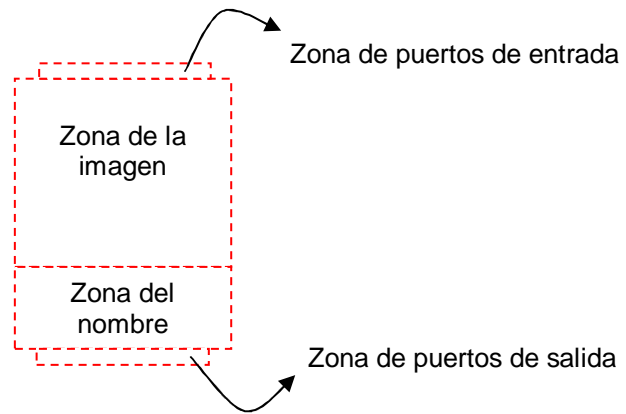 Zona de puertos de entrada
Zona de la
imagen
Zona del
nombre
Zona de puertos de salida